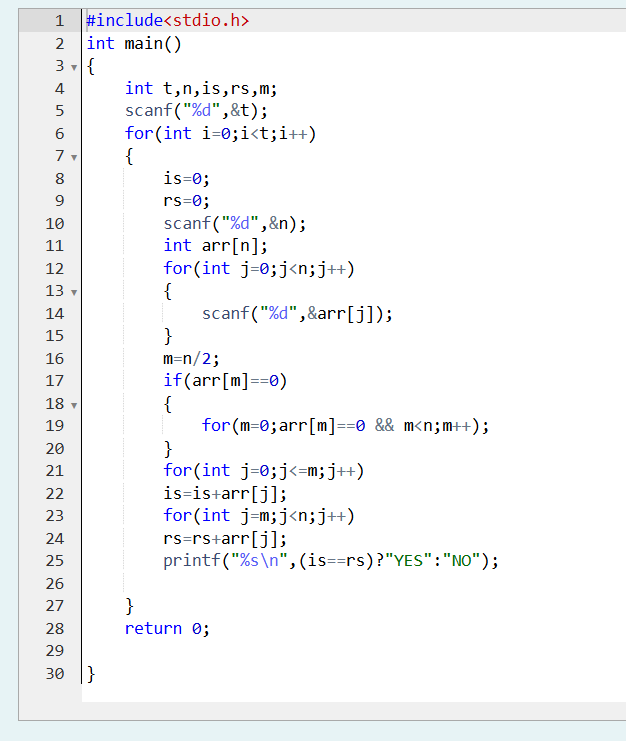 1 #include<stdio.h>
2 int main()
3 {
4     int t,n,is,rs,m;
5     scanf("%d",&t);
6     for(int i=0;i<t;i++)
7     {
8         is=0;
9         rs=0;
10         scanf("%d",&n);
11         int arr[n];
12         for(int j=0;j<n;j++)
13         {
14             scanf("%d",&arr[j]);
15         }
16         m=n/2;
17         if(arr[m]==0)
18         {
19             for(m=0;arr[m]==0 && m<n;m++);
20         }
21         for(int j=0;j<=m;j++)
22         is=is+arr[j];
23         for(int j=m;j<n;j++)
24         rs=rs+arr[j];
25         printf("%s\n",(is==rs)?"YES":"NO");
26
27     }
28     return 0;
29
30 }